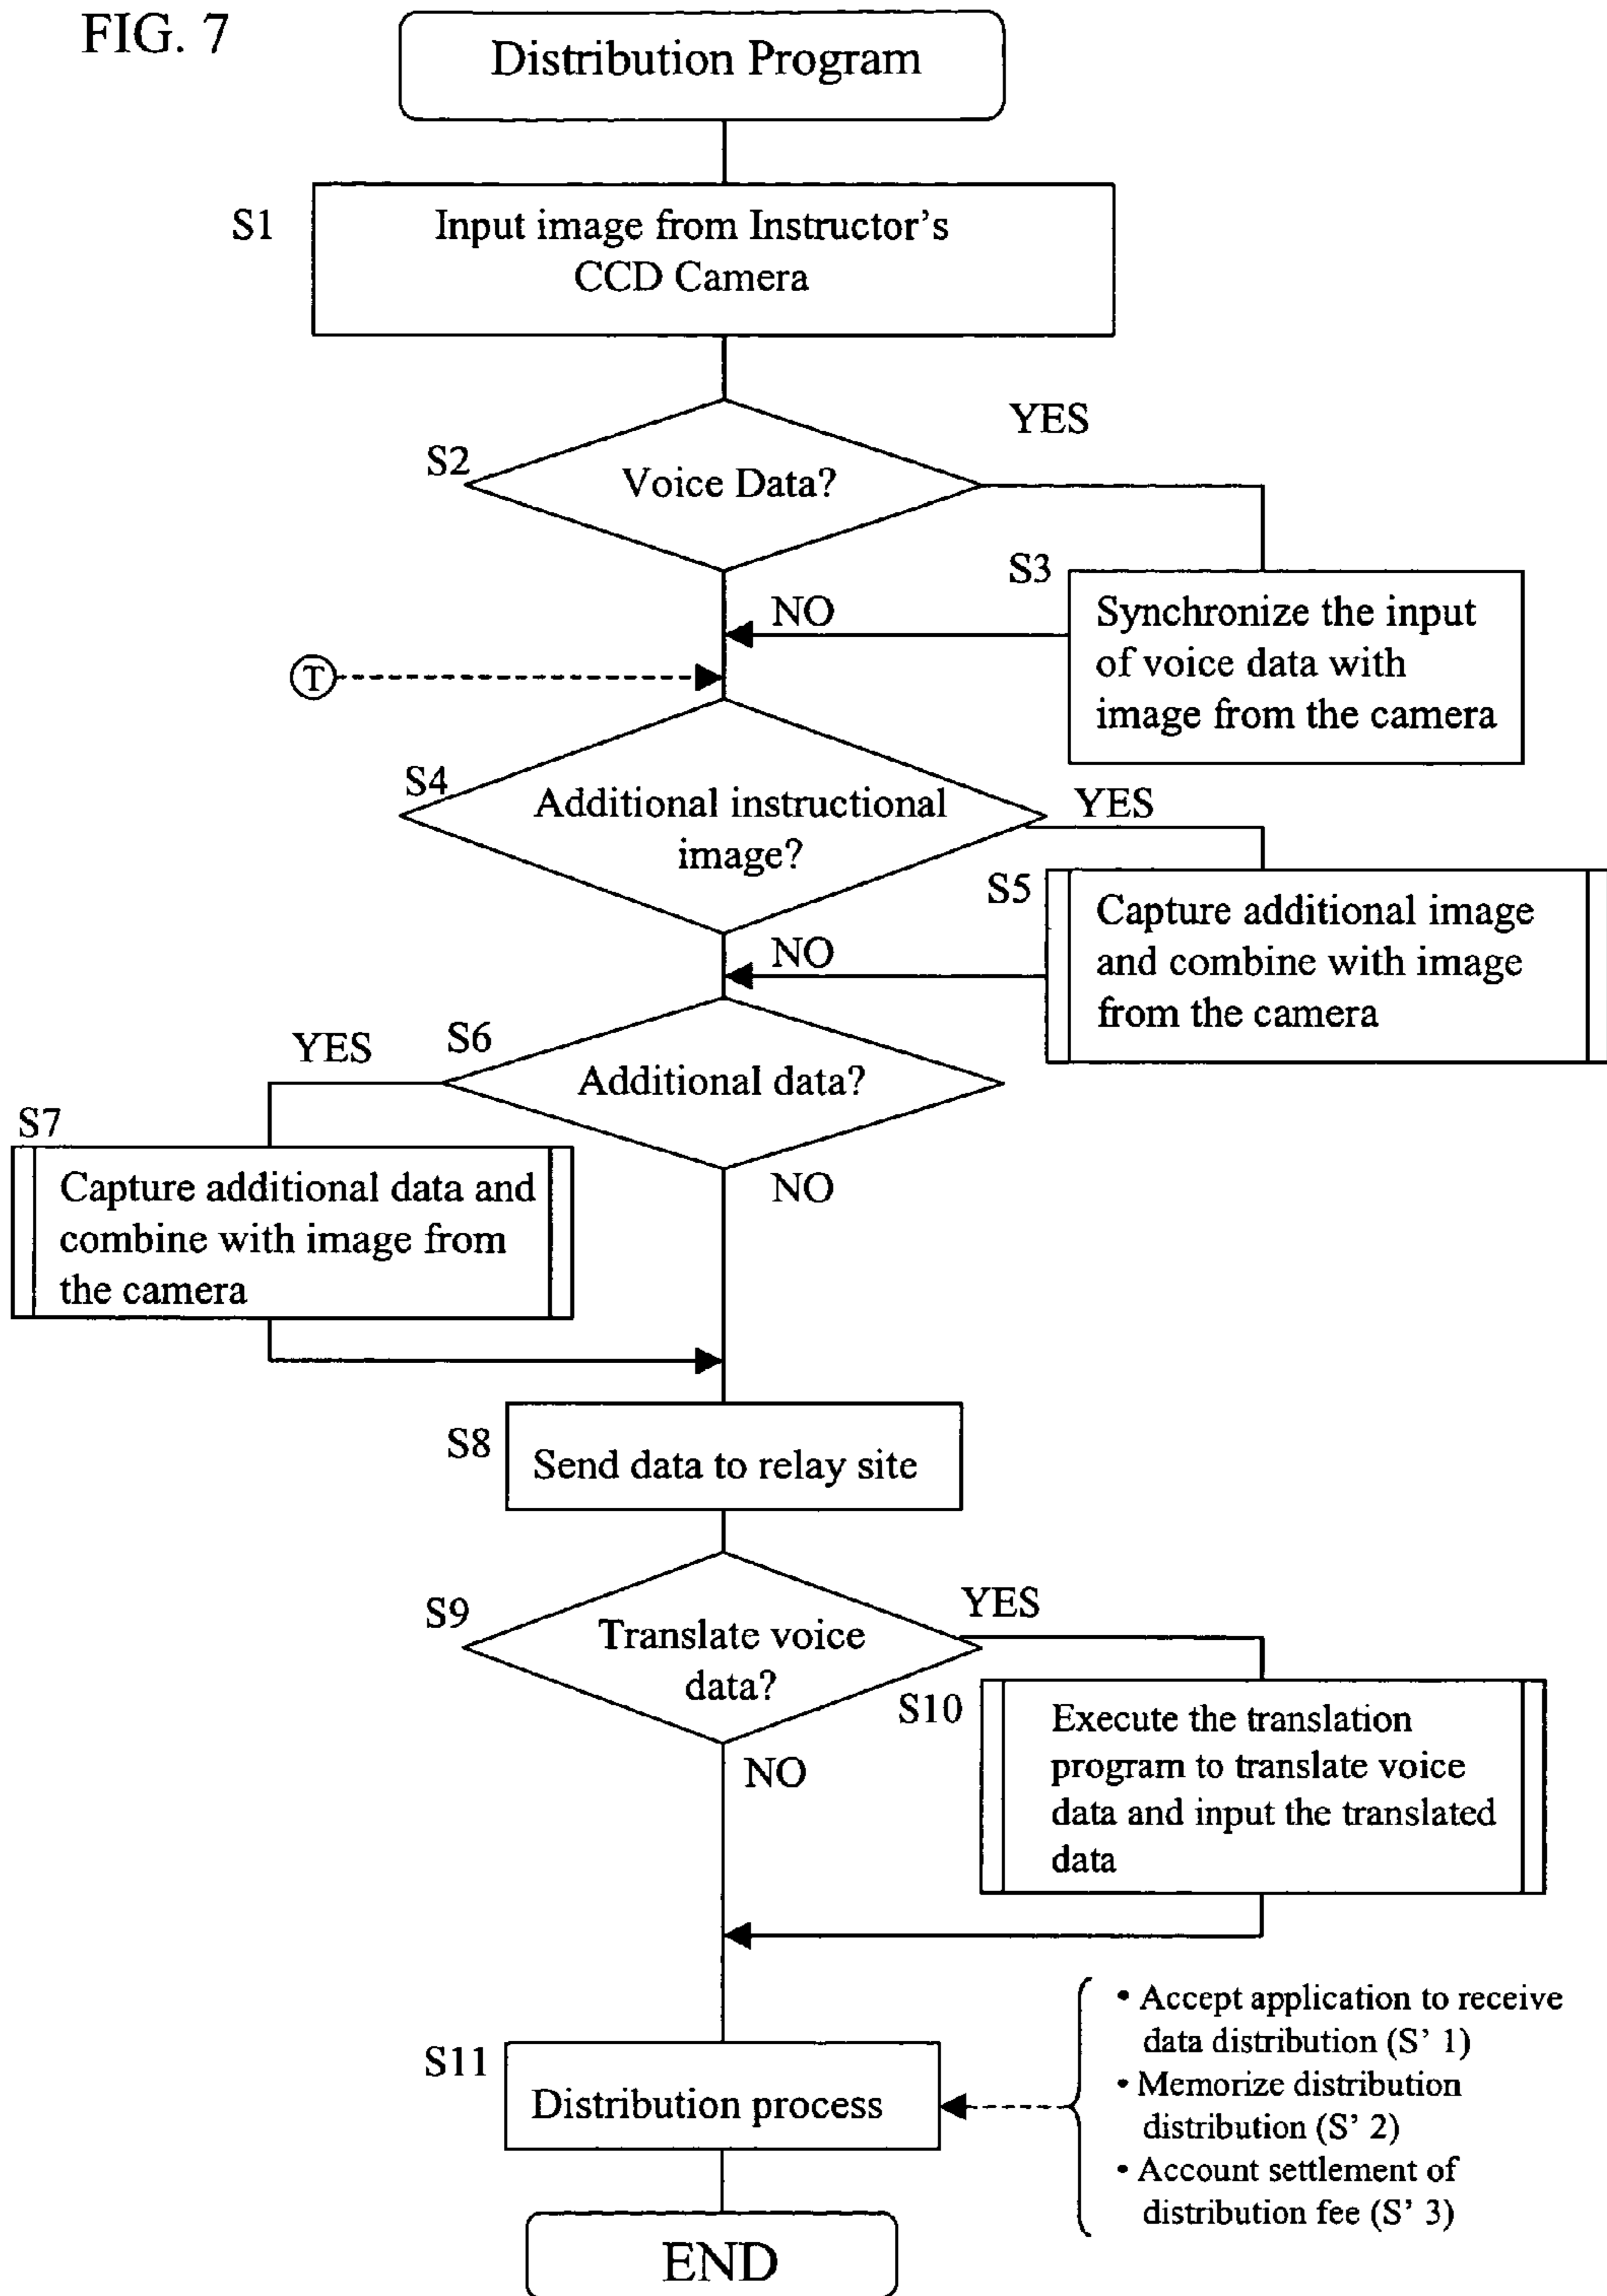 FIG. 7
Distribution Program
S1
Input image from Instructor's
CCD Camera
S2
Voice Data?
YES
NO
S3
Synchronize the input
of voice data with
image from the camera
T
S4
Additional instructional
image?
YES
NO
S5
Capture additional image
and combine with image
from the camera
S6
Additional data?
YES
NO
S7
Capture additional data and
combine with image from
the camera
S8
Send data to relay site
S9
Translate voice
data?
YES
NO
S10
Execute the translation
program to translate voice
data and input the translated
data
S11
Distribution process
• Accept application to receive
data distribution (S' 1)
• Memorize distribution
distribution (S' 2)
• Account settlement of
distribution fee (S' 3)
END